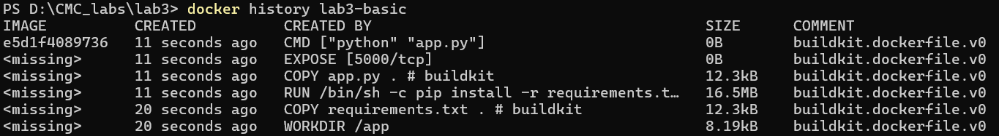 PS D:\CMC_labs\lab3> docker history lab3-basic
IMAGE CREATED CREATED BY SIZE COMMENT
e5d1f4089736 11 seconds ago CMD ["python" "app.py"] 0B buildkit.dockerfile.v0
<missing> 11 seconds ago EXPOSE [5000/tcp] 0B buildkit.dockerfile.v0
<missing> 11 seconds ago COPY app.py . # buildkit 12.3kB buildkit.dockerfile.v0
<missing> 11 seconds ago RUN /bin/sh -c pip install -r requirements.t… 16.5MB buildkit.dockerfile.v0
<missing> 20 seconds ago COPY requirements.txt . # buildkit 12.3kB buildkit.dockerfile.v0
<missing> 20 seconds ago WORKDIR /app 8.19kB buildkit.dockerfile.v0